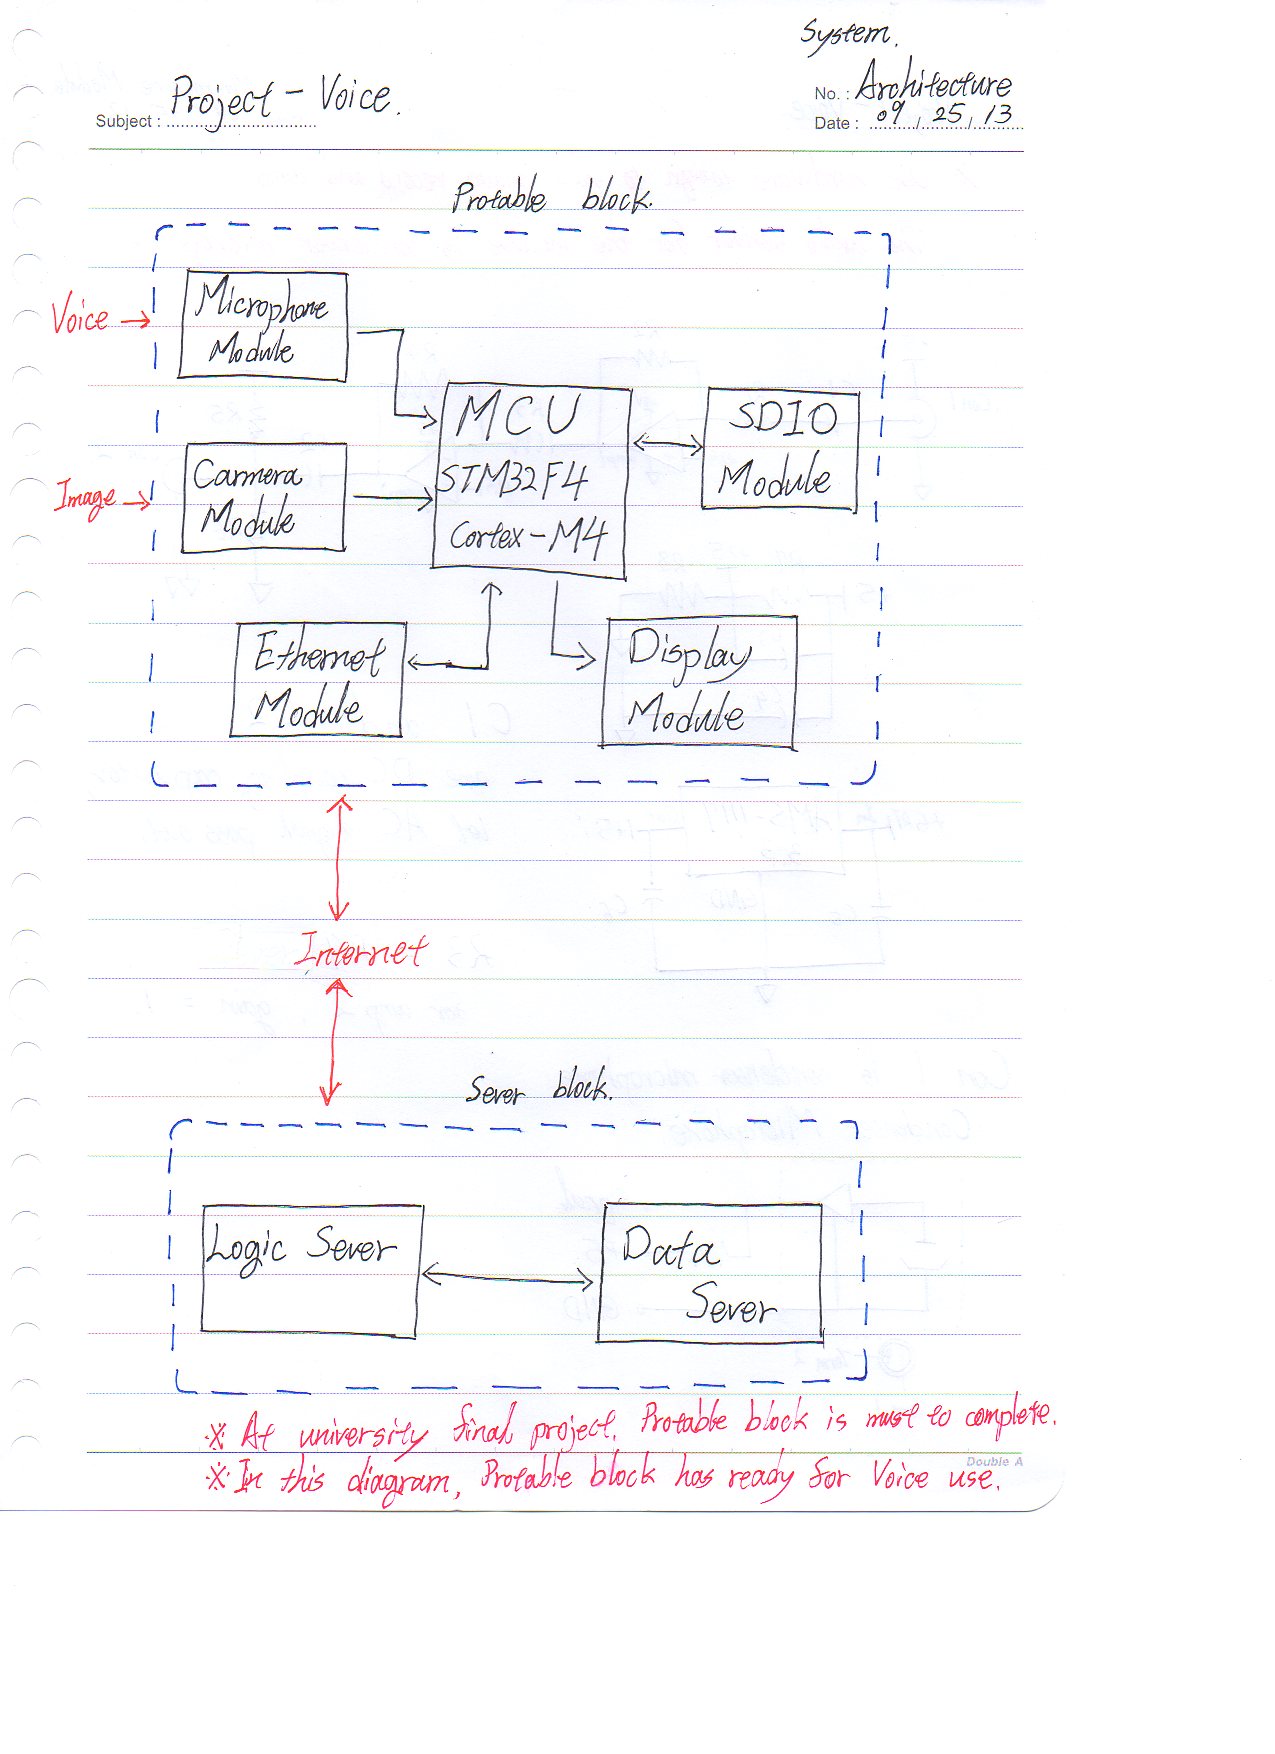 System.
Subject : Project - Voice.
No. : Architecture
Date : 09 / 25 / 13
Protable block.
Voice
Microphone
Module
MCU
STM32F4
Cortex-M4
SDIO
Module
Image
Carmera
Module
Ethernet
Module
Display
Module
Internet
Sever block.
Logic Sever
Data
Sever
※ At university final project, Protable block is must to complete.
Double A
※ In this diagram, Protable block has ready for Voice use.